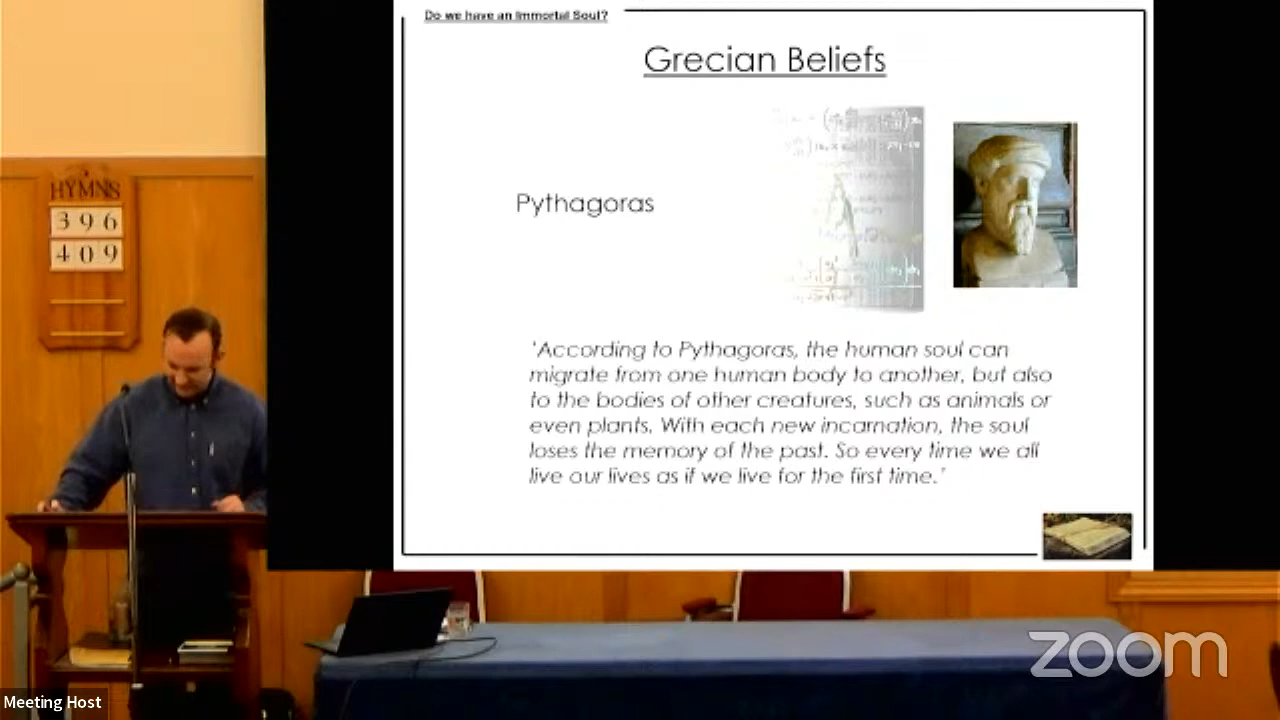 Do we have an Immortal Soul?
Grecian Beliefs
Pythagoras
'According to Pythagoras, the human soul can
migrate from one human body to another, but also
to the bodies of other creatures, such as animals or
even plants. With each new incarnation, the soul
loses the memory of the past. So every time we all
live our lives as if we live for the first time.'
HYMNS
396
409
zoom
Meeting Host